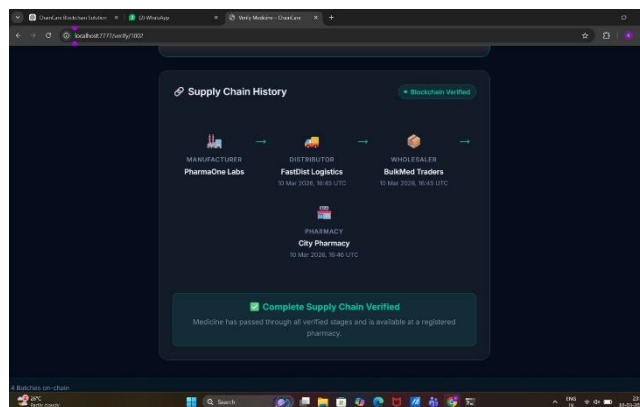 ChainCare Blockchain Solution
(2) WhatsApp
Verify Medicine - ChainCare
localhost:7777/verify/1002
Supply Chain History
Blockchain Verified
MANUFACTURER
PharmaOne Labs
DISTRIBUTOR
FastDist Logistics
10 Mar 2026, 16:45 UTC
WHOLESALER
BulkMed Traders
10 Mar 2026, 16:45 UTC
PHARMACY
City Pharmacy
10 Mar 2026, 16:46 UTC
Complete Supply Chain Verified
Medicine has passed through all verified stages and is available at a registered
pharmacy.
4 Batches on-chain
26°C
Partly cloudy
Search
ENG
IN